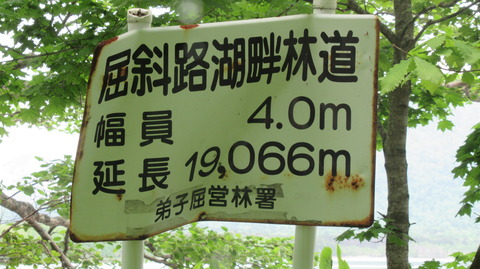 屈斜路湖畔林道
幅員 4.0m
延長 19,066m
弟子屈営林署